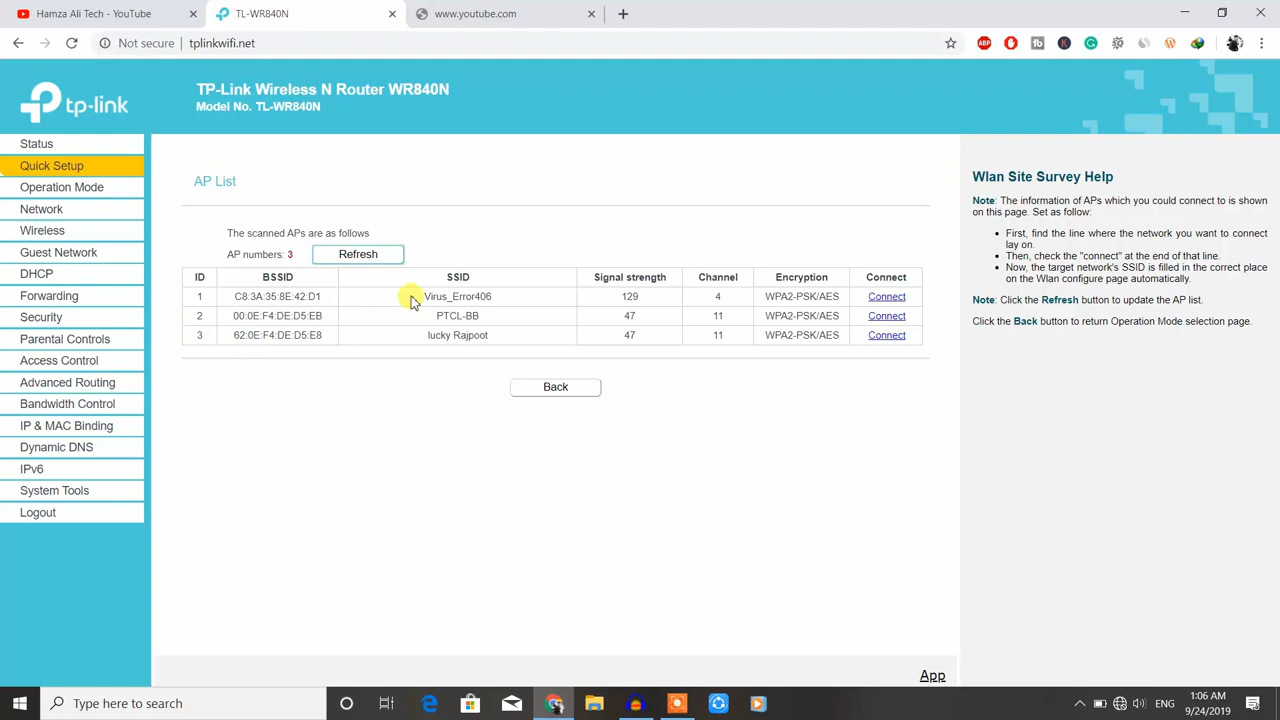 Hamza Ali Tech - YouTube
TL-WR840N
www.youtube.com
Not secure
tplinkwifi.net
ABP
tp-link
TP-Link Wireless N Router WR840N
Model No. TL-WR840N
Status
Quick Setup
Operation Mode
Network
Wireless
Guest Network
DHCP
Forwarding
Security
Parental Controls
Access Control
Advanced Routing
Bandwidth Control
IP & MAC Binding
Dynamic DNS
IPv6
System Tools
Logout
AP List
The scanned APs are as follows
AP numbers: 3 Refresh
ID BSSID SSID Signal strength Channel Encryption Connect
1 C8:3A:35:8E:42:D1 Virus_Error406 129 4 WPA2-PSK/AES Connect
2 00:0E:F4:DE:D5:EB PTCL-BB 47 11 WPA2-PSK/AES Connect
3 62:0E:F4:DE:D5:E8 lucky Rajpoot 47 11 WPA2-PSK/AES Connect
Back
App
Wlan Site Survey Help
Note: The information of APs which you could connect to is shown
on this page. Set as follow:
First, find the line where the network you want to connect
lay on.
Then, check the "connect" at the end of that line.
Now, the target network's SSID is filled in the correct place
on the Wlan configure page automatically.
Note: Click the Refresh button to update the AP list.
Click the Back button to return Operation Mode selection page.
Type here to search
ENG
1:06 AM
9/24/2019